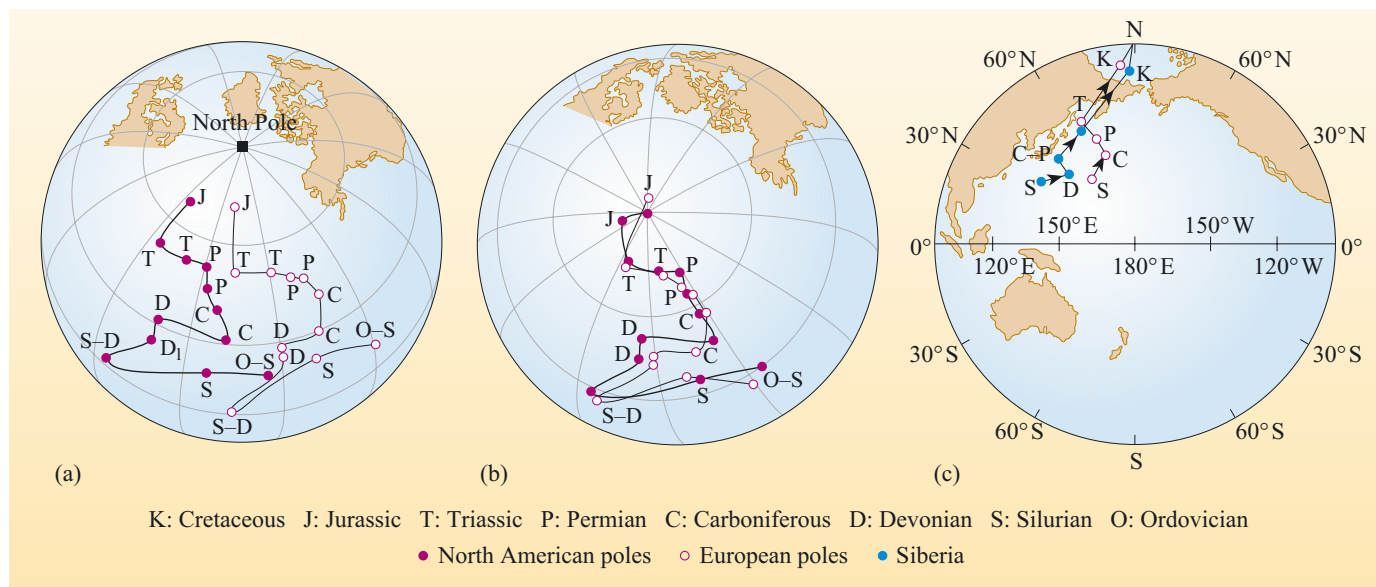 North Pole
J
J
T
T
P
T
T
P
P
C
C
D
C
D₁
S–D
D
D
C
O–S
S
O–S
S
S–D
(a)
J
J
T
T
P
P
C
D
D
C
S
O–S
S–D
(b)
N
60°N
K
K
60°N
T
30°N
P
30°N
C–P
C
S
D
S
150°E
150°W
0°
0°
120°E
180°E
120°W
30°S
30°S
60°S
60°S
S
(c)
K: Cretaceous J: Jurassic T: Triassic P: Permian C: Carboniferous D: Devonian S: Silurian O: Ordovician
North American poles European poles Siberia